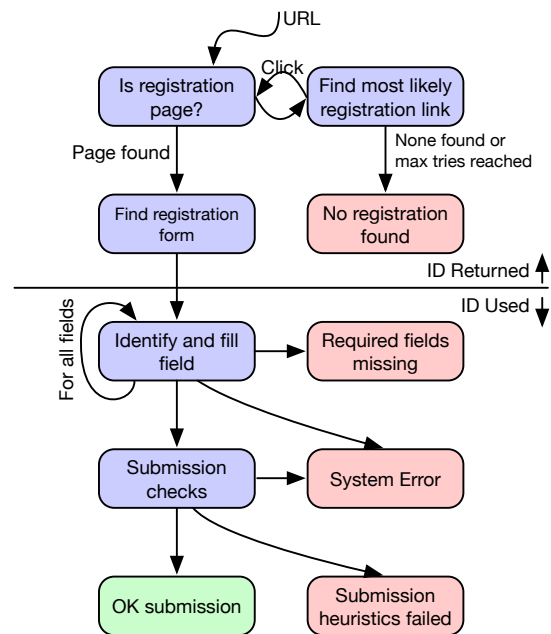 URL
Click
Is registration
page?
Find most likely
registration link
Page found
None found or
max tries reached
Find registration
form
No registration
found
ID Returned
ID Used
For all fields
Identify and fill
field
Required fields
missing
Submission
checks
System Error
OK submission
Submission
heuristics failed